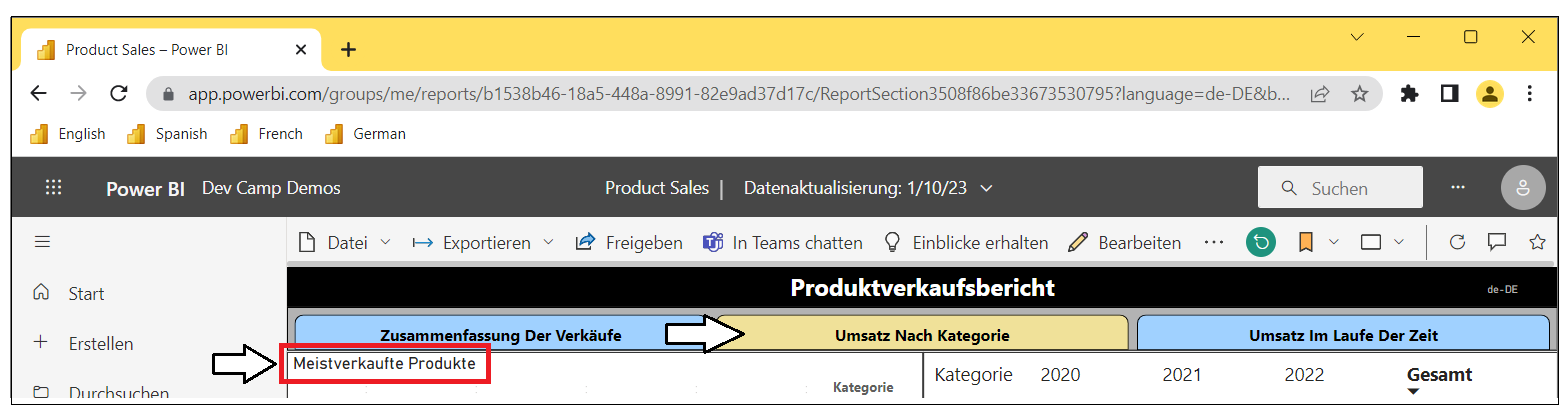 Product Sales – Power BI
app.powerbi.com/groups/me/reports/b1538b46-18a5-448a-8991-82e9ad37d17c/ReportSection3508f86be33673530795?language=de-DE&b...
English Spanish French German
Power BI Dev Camp Demos Product Sales | Datenaktualisierung: 1/10/23 Suchen ...
Datei Exportieren Freigeben In Teams chatten Einblicke erhalten Bearbeiten ...
Start
Erstellen
Durchsuchen
Produktverkaufsbericht de-DE
Zusammenfassung Der Verkäufe Umsatz Nach Kategorie Umsatz Im Laufe Der Zeit
Meistverkaufte Produkte
Kategorie
Kategorie 2020 2021 2022 Gesamt